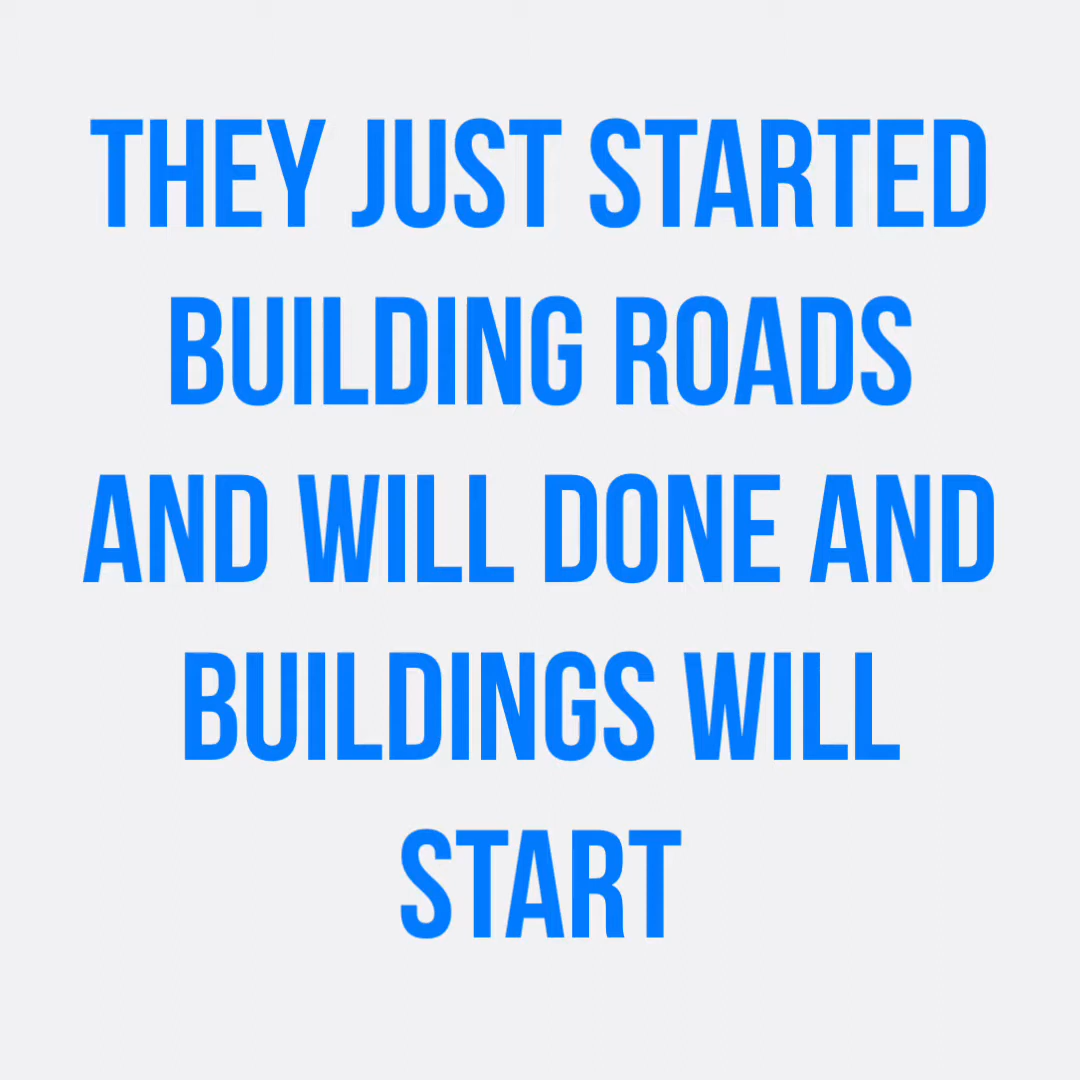 THEY JUST STARTED
BUILDING ROADS
AND WILL DONE AND
BUILDINGS WILL
START